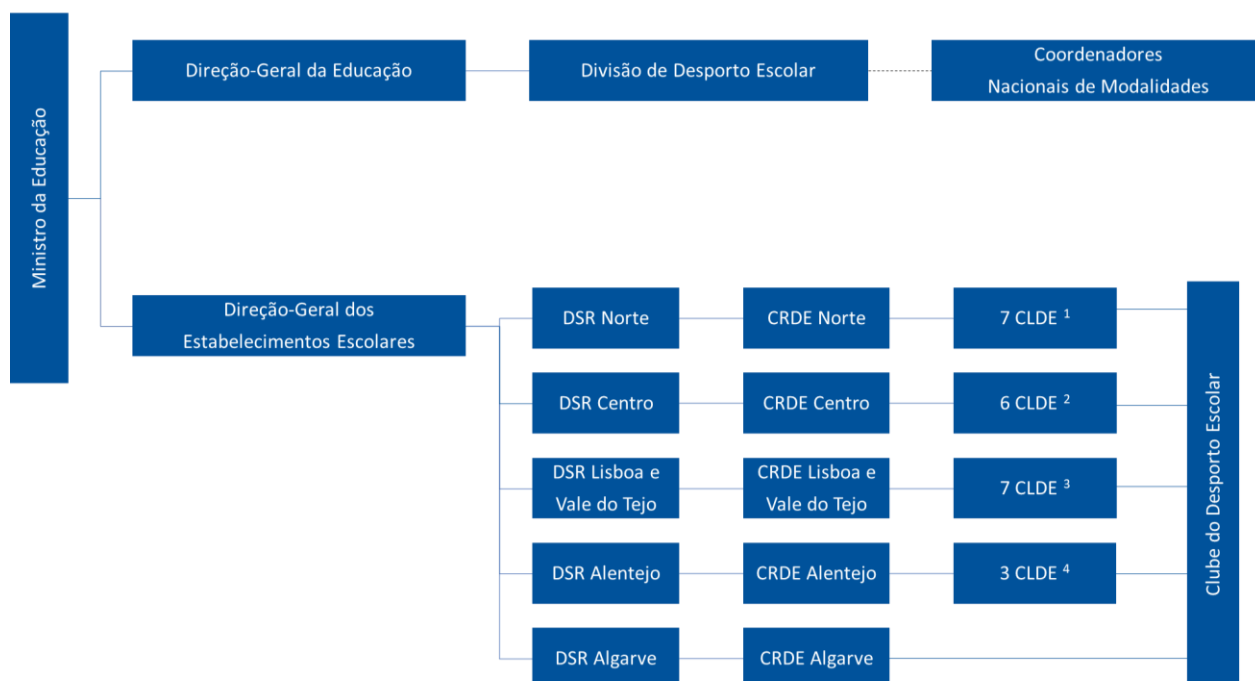 Ministro da Educação
Direção-Geral da Educação
Divisão de Desporto Escolar
Coordenadores
Nacionais de Modalidades
Direção-Geral dos
Estabelecimentos Escolares
DSR Norte
CRDE Norte
7 CLDE ¹
DSR Centro
CRDE Centro
6 CLDE ²
DSR Lisboa e
Vale do Tejo
CRDE Lisboa e
Vale do Tejo
7 CLDE ³
DSR Alentejo
CRDE Alentejo
3 CLDE ⁴
DSR Algarve
CRDE Algarve
Clube do Desporto Escolar